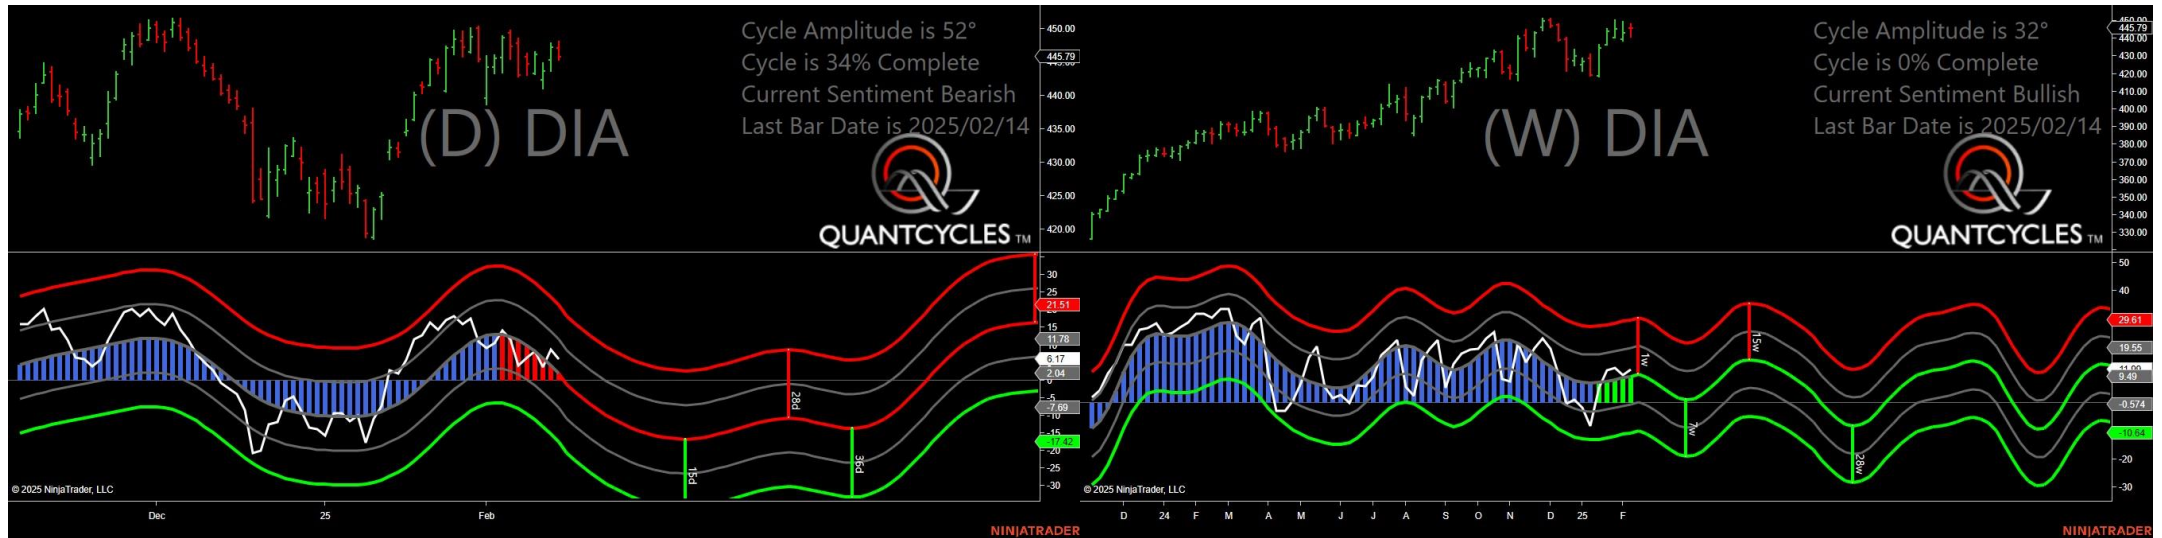 Cycle Amplitude is 52°
Cycle is 34% Complete
Current Sentiment Bearish
Last Bar Date is 2025/02/14
(D) DIA
QUANTCYCLES TM
450.00
445.79
440.00
435.00
430.00
425.00
420.00
30
25
21.51
15
11.78
6.17
2.04
-5
-7.69
-10
-15
-17.42
-20
-25
-30
15d
28d
36d
© 2025 NinjaTrader, LLC
Dec
25
Feb
NINJATRADER
Cycle Amplitude is 32°
Cycle is 0% Complete
Current Sentiment Bullish
Last Bar Date is 2025/02/14
(W) DIA
QUANTCYCLES TM
460.00
445.79
440.00
430.00
420.00
410.00
400.00
390.00
380.00
370.00
360.00
350.00
340.00
330.00
50
40
29.61
19.55
9.49
-0.574
-10.64
-20
-30
1w
7w
15w
28w
© 2025 NinjaTrader, LLC
D
24
F
M
A
M
J
J
A
S
O
N
D
25
F
NINJATRADER